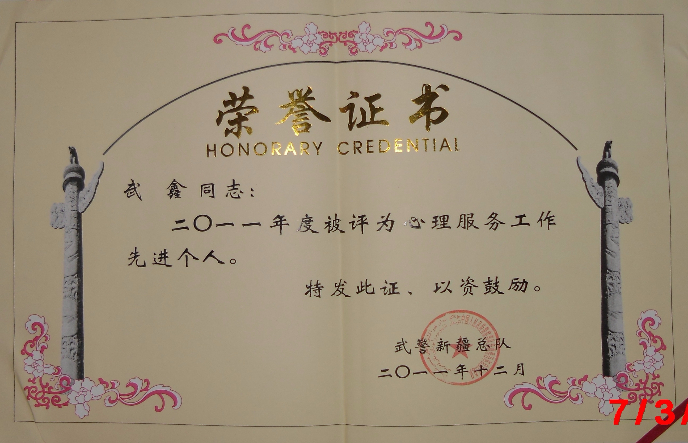 荣誉证书
HONORARY CREDENTIAL
武 鑫同志：
二〇一一年度被评为心理服务工作
先进个人。
特发此证、以资鼓励。
武警新疆总队
二〇一一年十二月
7/3/